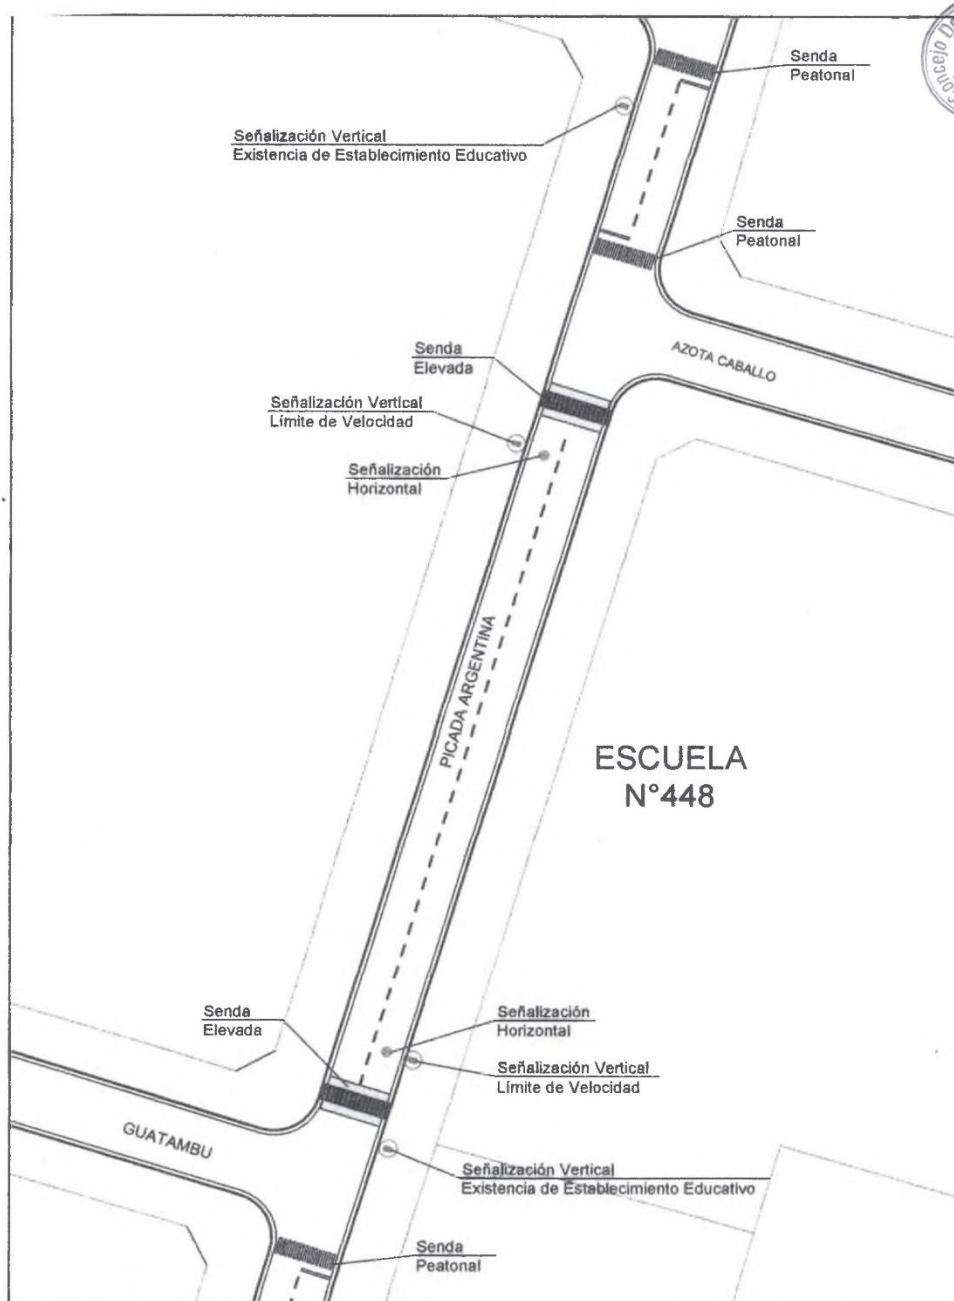 Concejo De
Senda
Peatonal
Señalización Vertical
Existencia de Establecimiento Educativo
Senda
Peatonal
AZOTA CABALLO
Senda
Elevada
Señalización Vertical
Límite de Velocidad
Señalización
Horizontal
PICADA ARGENTINA
ESCUELA
N°448
Senda
Elevada
Señalización
Horizontal
Señalización Vertical
Límite de Velocidad
GUATAMBU
Señalización Vertical
Existencia de Establecimiento Educativo
Senda
Peatonal